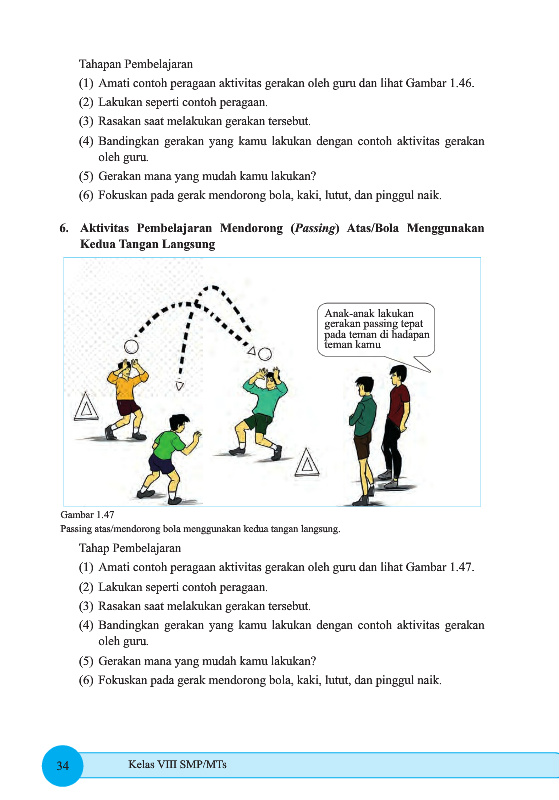 Tahapan Pembelajaran
(1) Amati contoh peragaan aktivitas gerakan oleh guru dan lihat Gambar 1.46.
(2) Lakukan seperti contoh peragaan.
(3) Rasakan saat melakukan gerakan tersebut.
(4) Bandingkan gerakan yang kamu lakukan dengan contoh aktivitas gerakan
oleh guru.
(5) Gerakan mana yang mudah kamu lakukan?
(6) Fokuskan pada gerak mendorong bola, kaki, lutut, dan pinggul naik.
6. Aktivitas Pembelajaran Mendorong (Passing) Atas/Bola Menggunakan
Kedua Tangan Langsung
Anak-anak lakukan
gerakan passing tepat
pada teman di hadapan
teman kamu
Gambar 1.47
Passing atas/mendorong bola menggunakan kedua tangan langsung.
Tahap Pembelajaran
(1) Amati contoh peragaan aktivitas gerakan oleh guru dan lihat Gambar 1.47.
(2) Lakukan seperti contoh peragaan.
(3) Rasakan saat melakukan gerakan tersebut.
(4) Bandingkan gerakan yang kamu lakukan dengan contoh aktivitas gerakan
oleh guru.
(5) Gerakan mana yang mudah kamu lakukan?
(6) Fokuskan pada gerak mendorong bola, kaki, lutut, dan pinggul naik.
34 Kelas VIII SMP/MTs